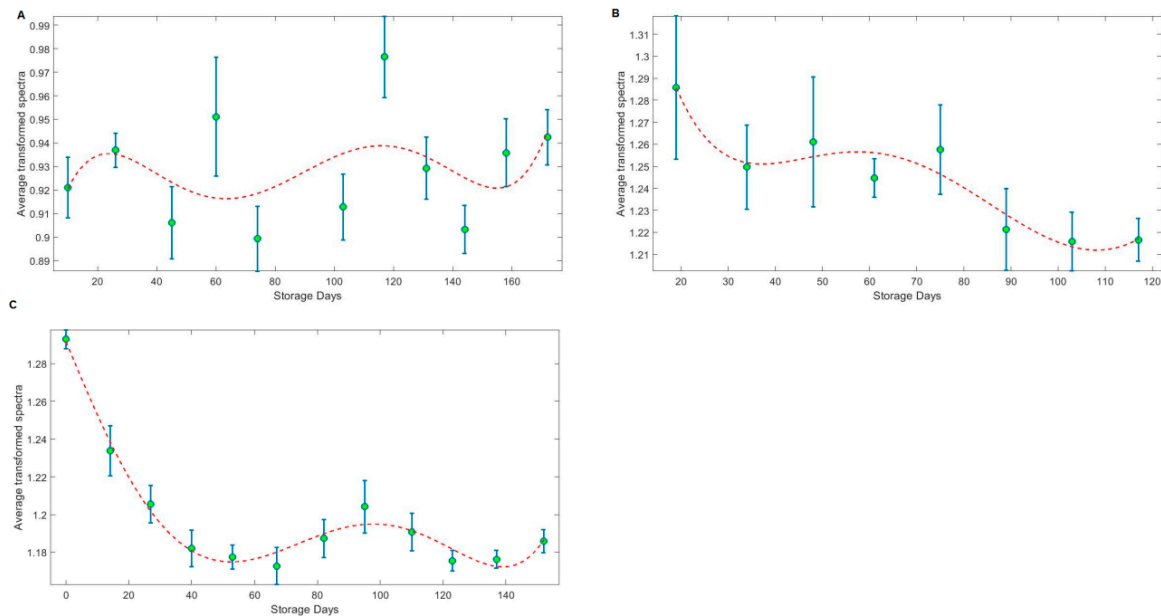 A
0.99
0.98
0.97
0.96
0.95
0.94
0.93
0.92
0.91
0.9
0.89
Average transformed spectra
20 40 60 80 100 120 140 160
Storage Days
B
1.31
1.3
1.29
1.28
1.27
1.26
1.25
1.24
1.23
1.22
1.21
Average transformed spectra
20 30 40 50 60 70 80 90 100 110 120
Storage Days
C
1.28
1.26
1.24
1.22
1.2
1.18
Average transformed spectra
0 20 40 60 80 100 120 140
Storage Days